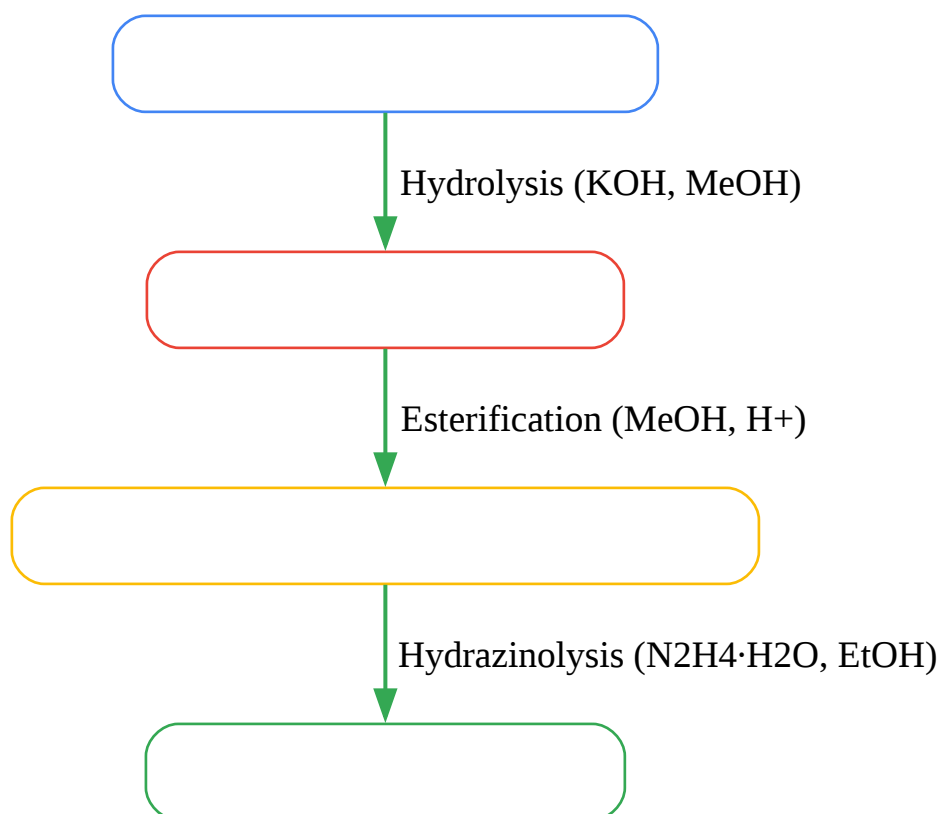 Hydrolysis (KOH, MeOH)
Esterification (MeOH, H+)
Hydrazinolysis (N2H4·H2O, EtOH)